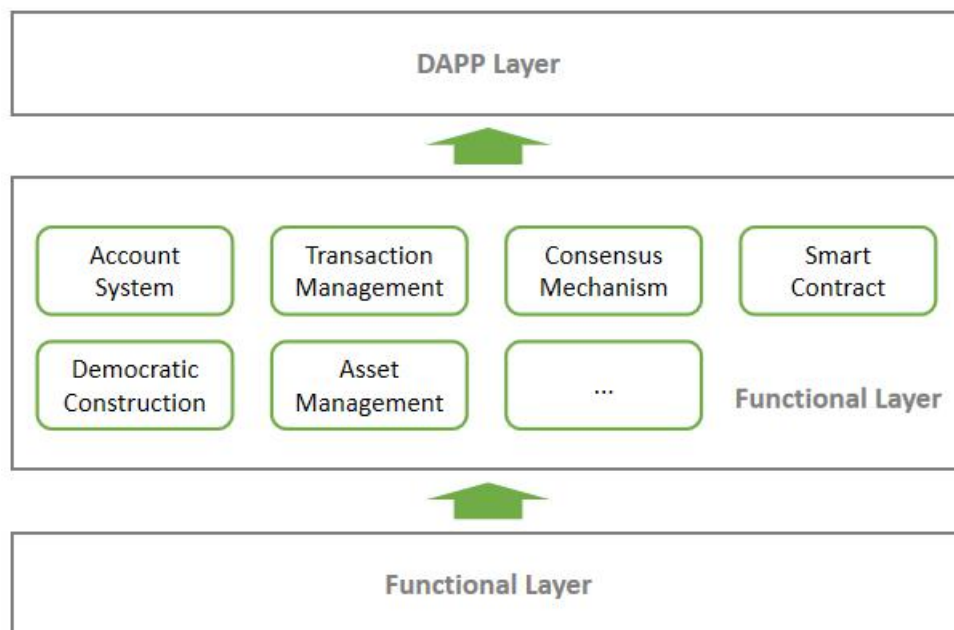 DAPP Layer
Account
System
Transaction
Management
Consensus
Mechanism
Smart
Contract
Democratic
Construction
Asset
Management
...
Functional Layer
Functional Layer